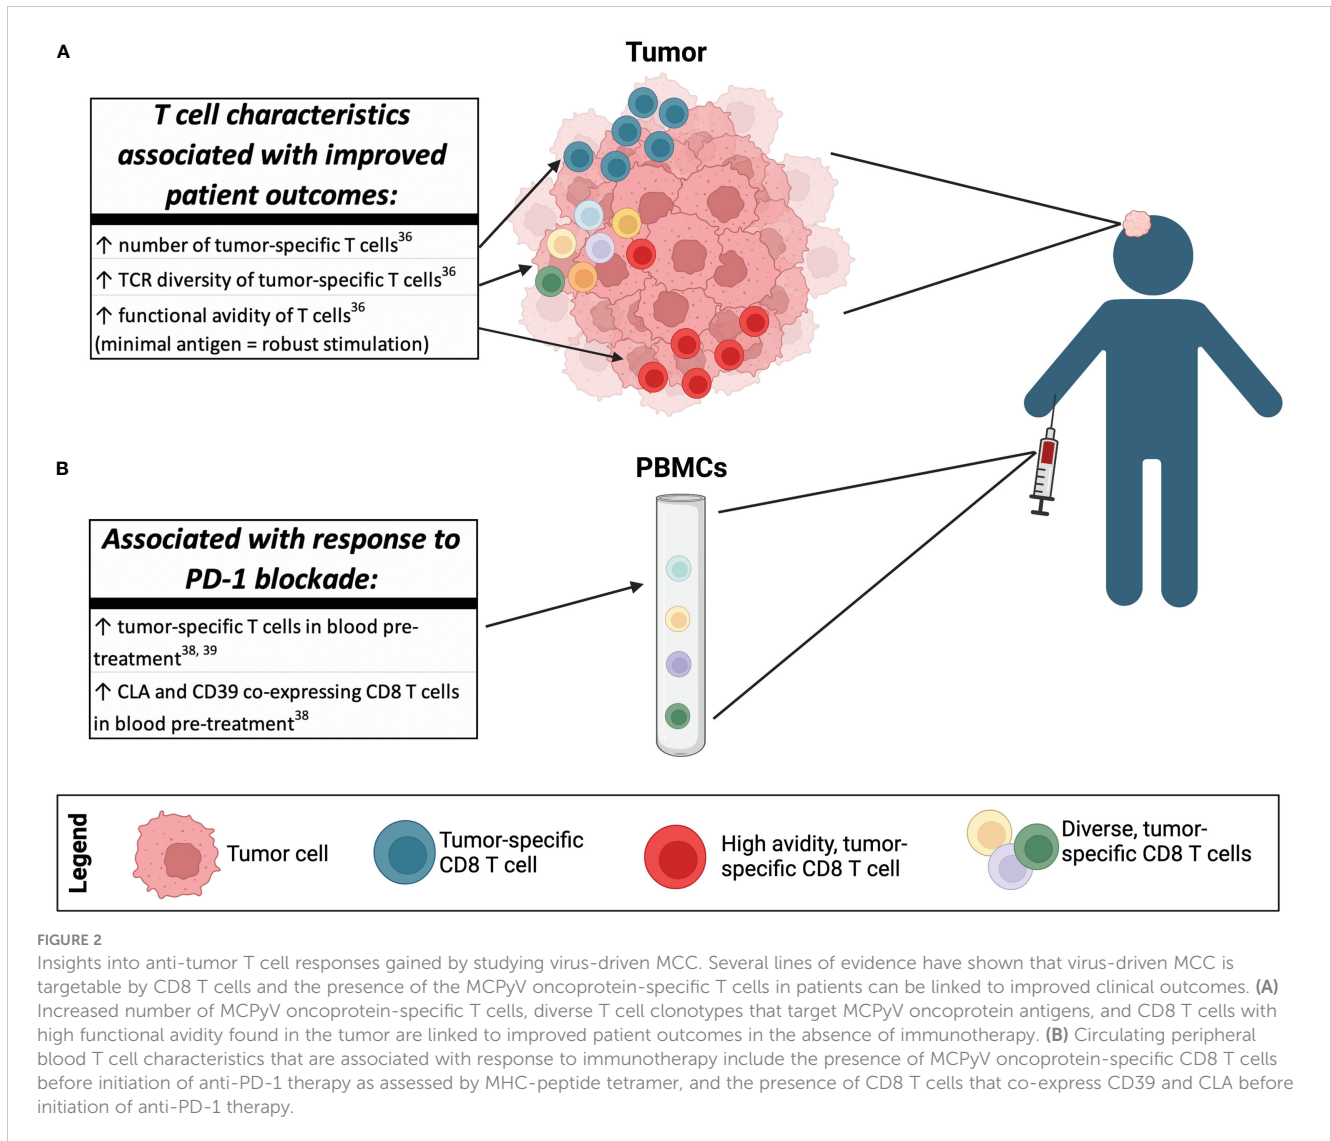 A
Tumor
T cell characteristics
associated with improved
patient outcomes:
↑ number of tumor-specific T cells36
↑ TCR diversity of tumor-specific T cells36
↑ functional avidity of T cells36
(minimal antigen = robust stimulation)
B
PBMCs
Associated with response to
PD-1 blockade:
↑ tumor-specific T cells in blood pre-
treatment38, 39
↑ CLA and CD39 co-expressing CD8 T cells
in blood pre-treatment38
Legend
Tumor cell
Tumor-specific
CD8 T cell
High avidity, tumor-
specific CD8 T cell
Diverse, tumor-
specific CD8 T cells
FIGURE 2
Insights into anti-tumor T cell responses gained by studying virus-driven MCC. Several lines of evidence have shown that virus-driven MCC is
targetable by CD8 T cells and the presence of the MCPyV oncoprotein-specific T cells in patients can be linked to improved clinical outcomes. (A)
Increased number of MCPyV oncoprotein-specific T cells, diverse T cell clonotypes that target MCPyV oncoprotein antigens, and CD8 T cells with
high functional avidity found in the tumor are linked to improved patient outcomes in the absence of immunotherapy. (B) Circulating peripheral
blood T cell characteristics that are associated with response to immunotherapy include the presence of MCPyV oncoprotein-specific CD8 T cells
before initiation of anti-PD-1 therapy as assessed by MHC-peptide tetramer, and the presence of CD8 T cells that co-express CD39 and CLA before
initiation of anti-PD-1 therapy.